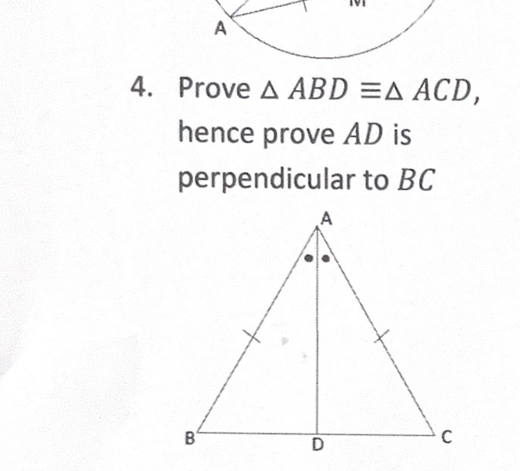 A
M
4. Prove △ ABD ≡△ ACD,
hence prove AD is
perpendicular to BC
A
B
D
C